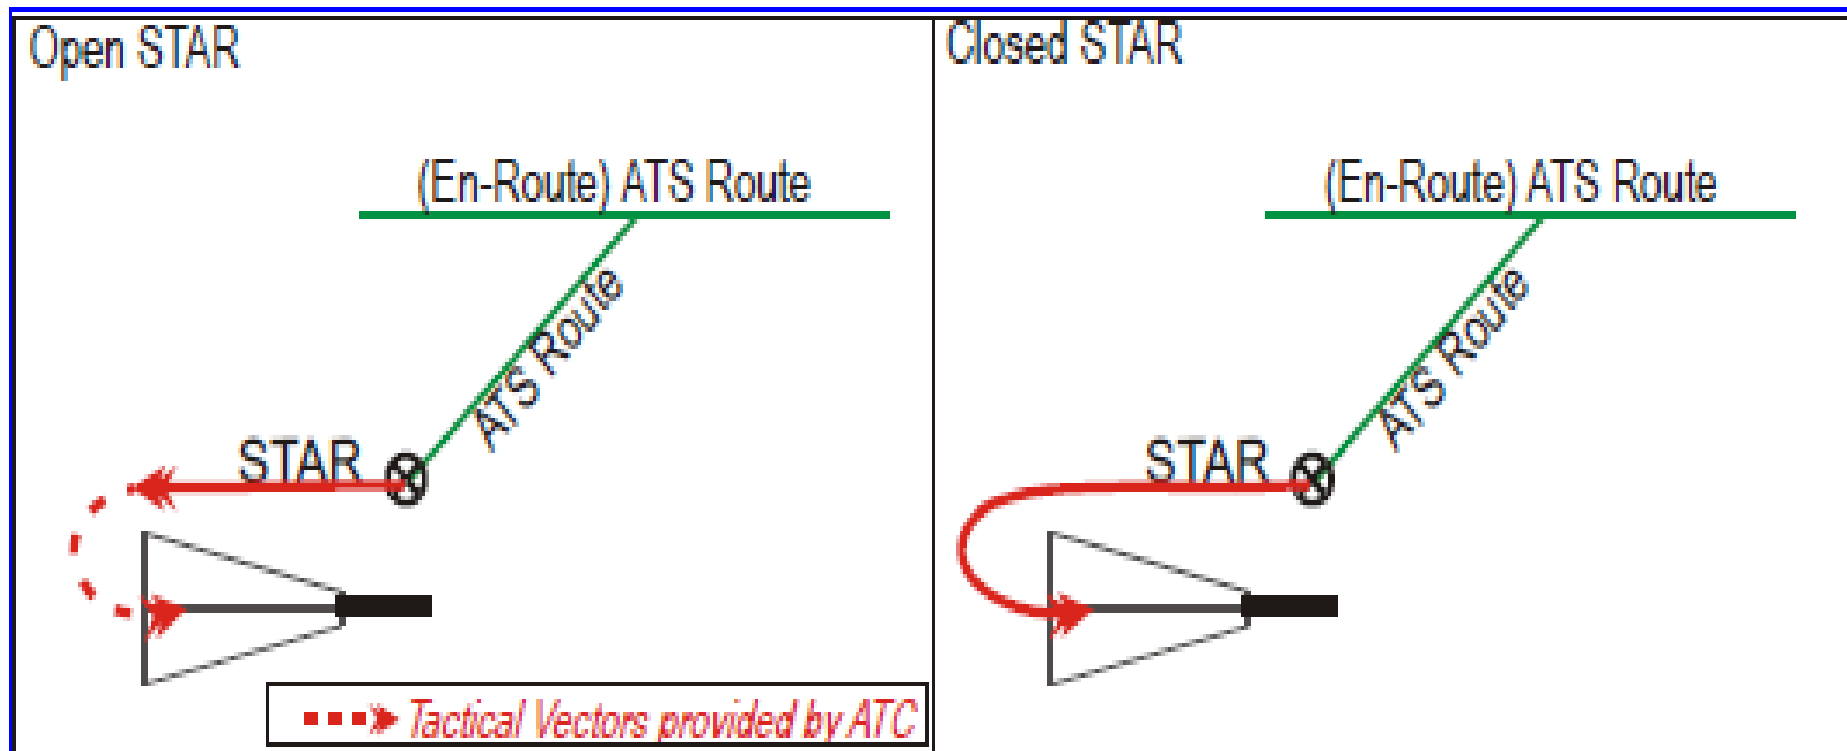 Open STAR
(En-Route) ATS Route
ATS Route
STAR
Tactical Vectors provided by ATC
Closed STAR
(En-Route) ATS Route
ATS Route
STAR